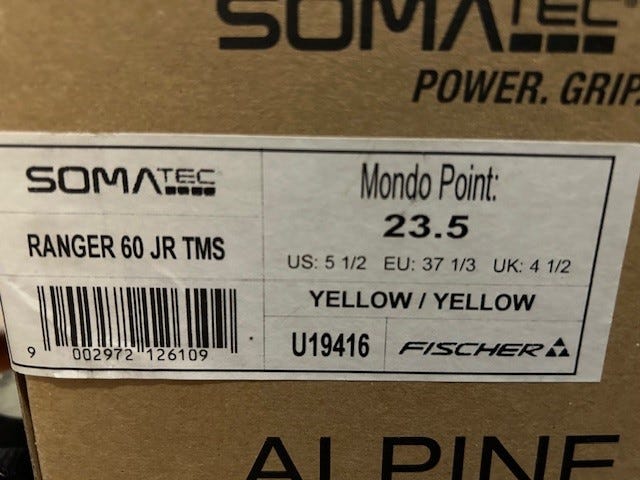 SOMATEC
POWER. GRIP.
SOMATEC
RANGER 60 JR TMS
9 002972 126109
Mondo Point:
23.5
US: 5 1/2 EU: 37 1/3 UK: 4 1/2
YELLOW / YELLOW
U19416
FISCHER
ALPINE